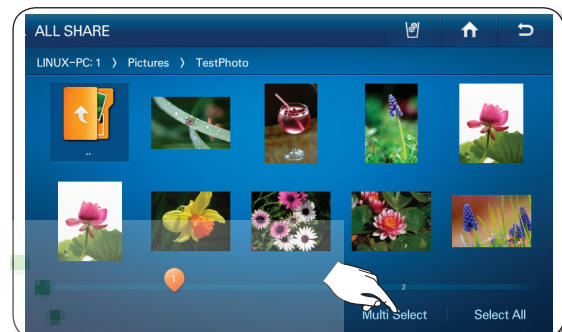 ALL SHARE
LINUX-PC: 1 > Pictures > TestPhoto
..
1
2
Multi Select
Select All